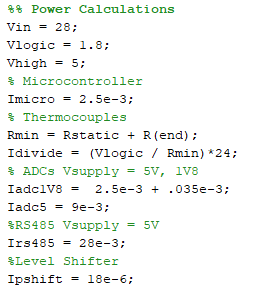 %% Power Calculations
Vin = 28;
Vlogic = 1.8;
Vhigh = 5;
% Microcontroller
Imicro = 2.5e-3;
% Thermocouples
Rmin = Rstatic + R(end);
Idivide = (Vlogic / Rmin)*24;
% ADCs Vsupply = 5V, 1V8
Iadc1V8 =  2.5e-3 + .035e-3;
Iadc5 = 9e-3;
%RS485 Vsupply = 5V
Irs485 = 28e-3;
%Level Shifter
Ipshift = 18e-6;